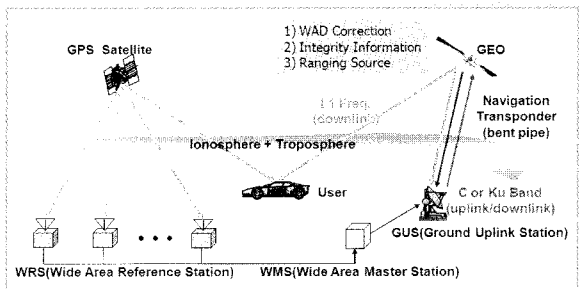 1) WAD Correction
2) Integrity Information
3) Ranging Source
GPS Satellite
GEO
L1 Freq.
(downlink)
Navigation
Transponder
(bent pipe)
Ionosphere + Troposphere
User
C or Ku Band
(uplink/downlink)
GUS(Ground Uplink Station)
WRS(Wide Area Reference Station)
WMS(Wide Area Master Station)